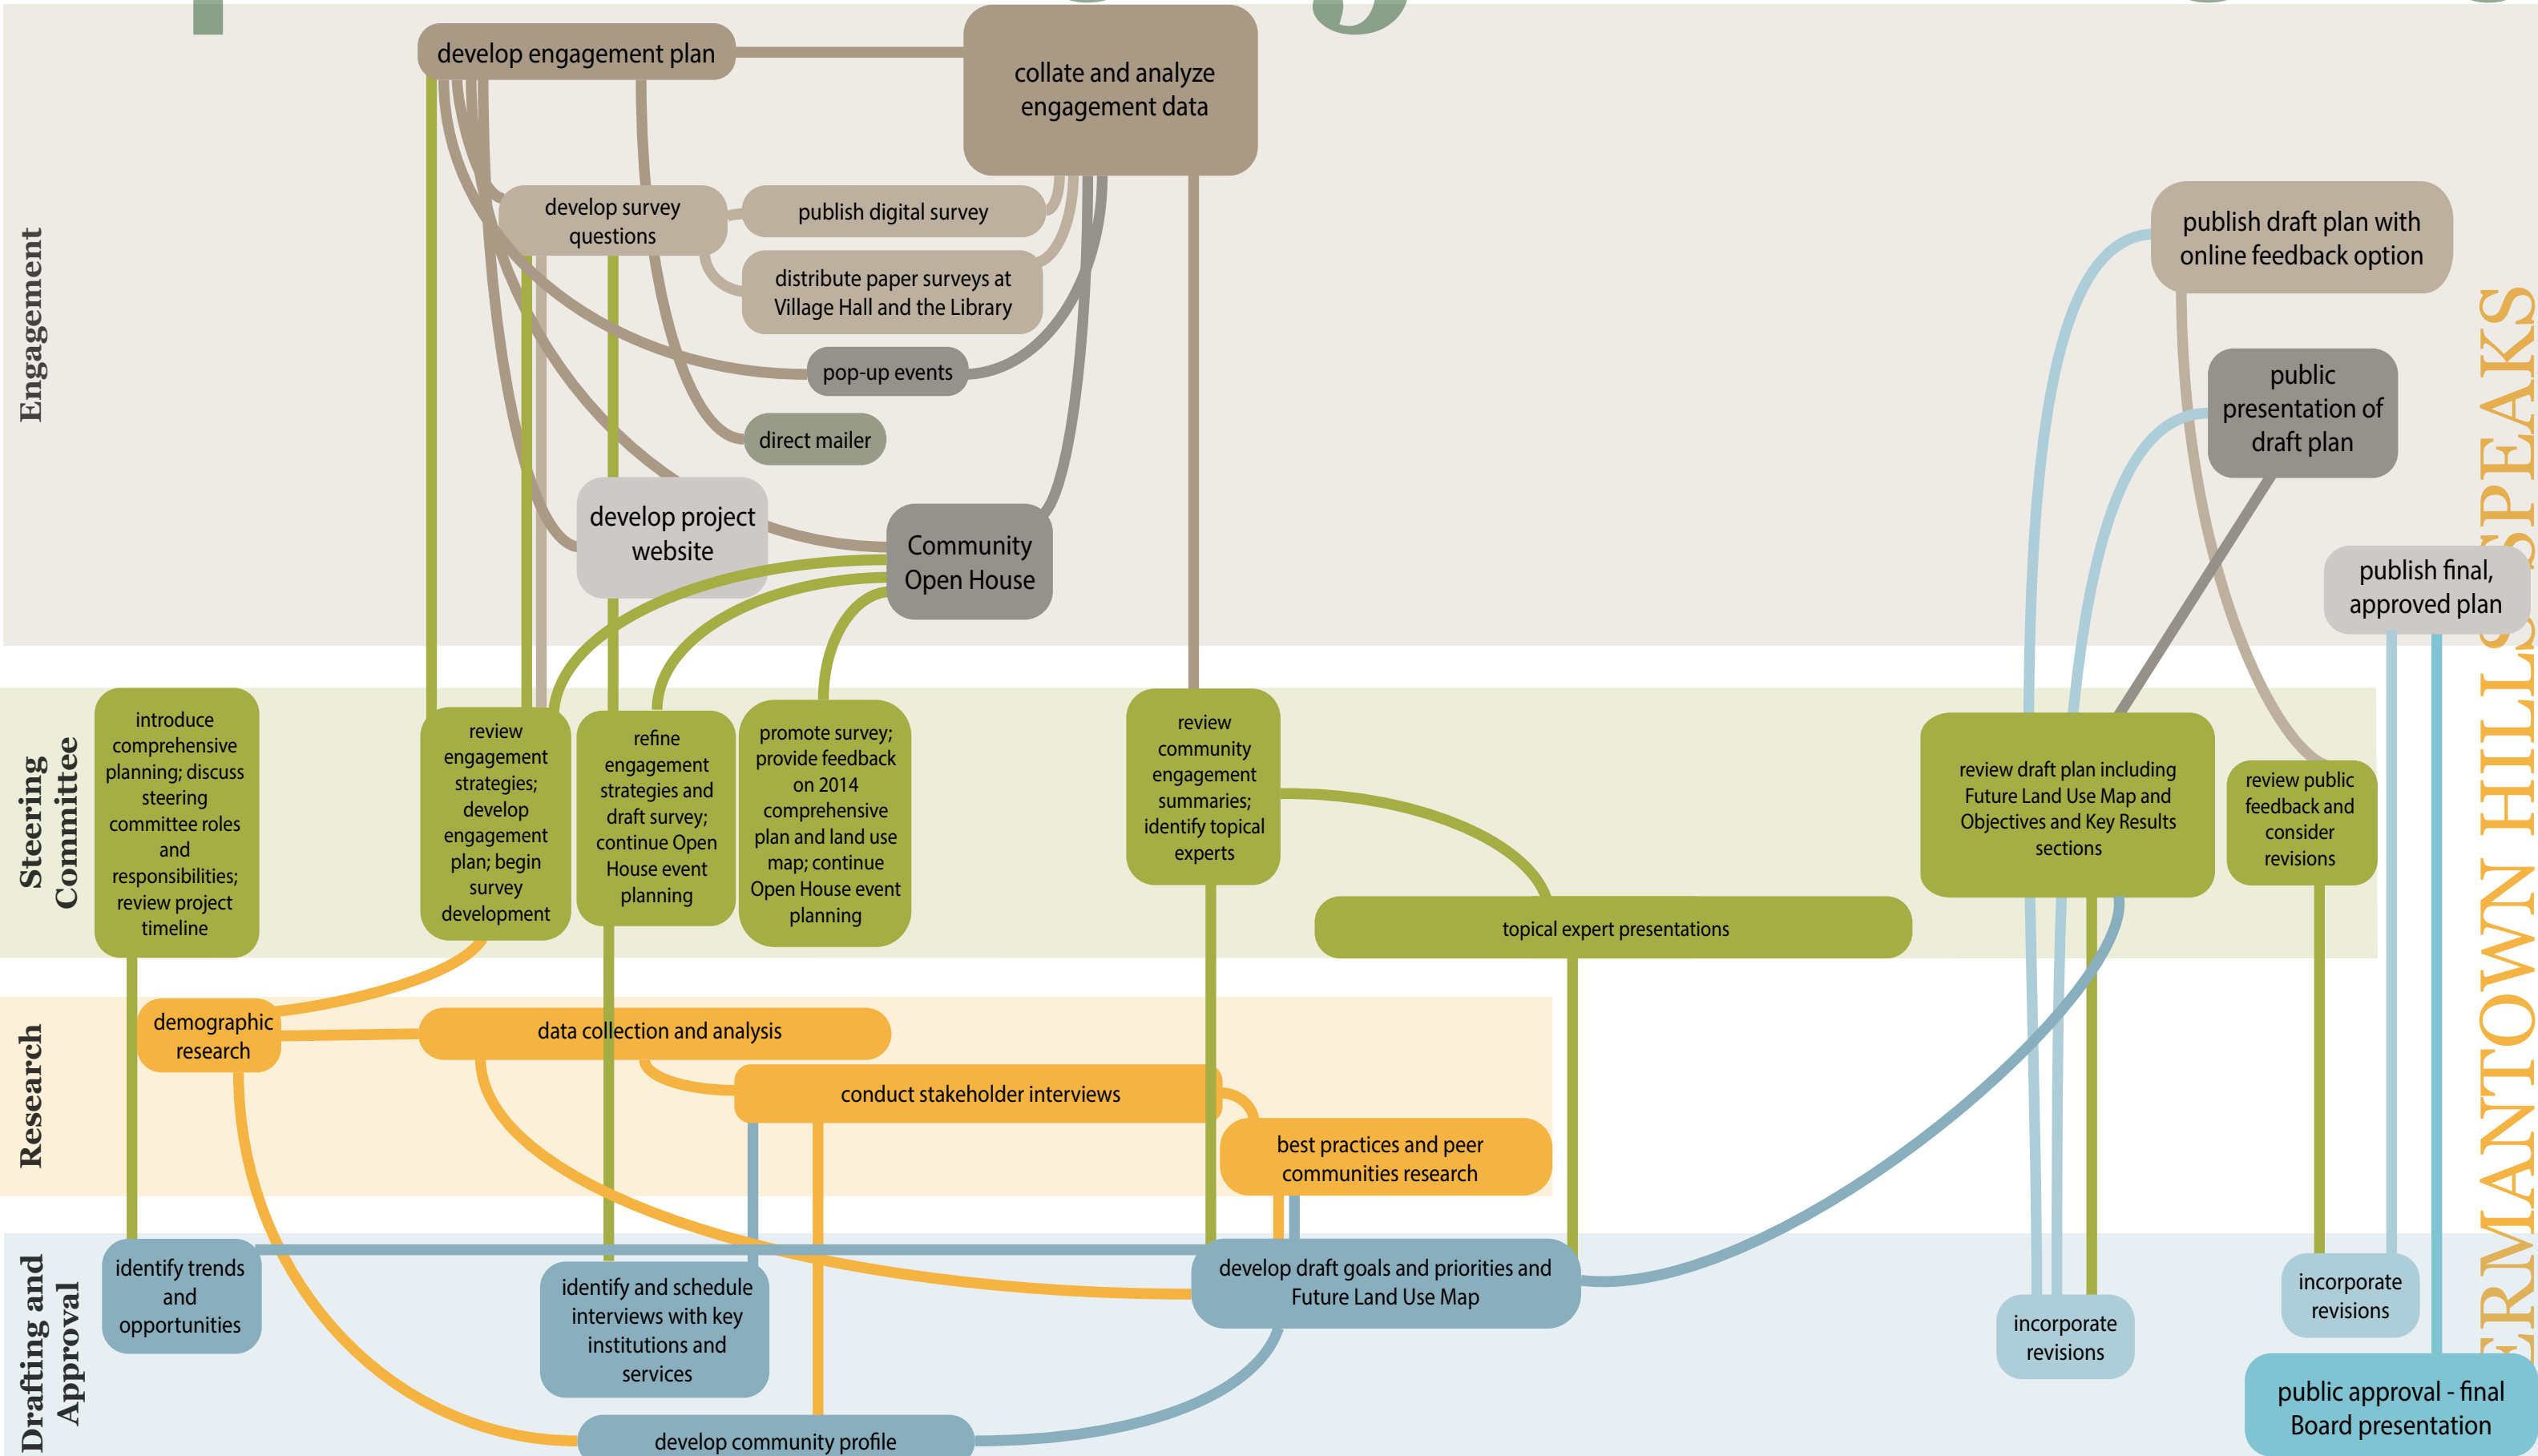 Engagement
develop engagement plan
collate and analyze
engagement data
develop survey
questions
publish digital survey
distribute paper surveys at
Village Hall and the Library
pop-up events
direct mailer
develop project
website
Community
Open House
publish draft plan with
online feedback option
public
presentation of
draft plan
publish final,
approved plan
Steering
Committee
introduce
comprehensive
planning; discuss
steering
committee roles
and
responsibilities;
review project
timeline
review
engagement
strategies;
develop
engagement
plan; begin
survey
development
refine
engagement
strategies and
draft survey;
continue Open
House event
planning
promote survey;
provide feedback
on 2014
comprehensive
plan and land use
map; continue
Open House event
planning
review
community
engagement
summaries;
identify topical
experts
topical expert presentations
review draft plan including
Future Land Use Map and
Objectives and Key Results
sections
review public
feedback and
consider
revisions
Research
demographic
research
data collection and analysis
conduct stakeholder interviews
best practices and peer
communities research
Drafting and
Approval
identify trends
and
opportunities
identify and schedule
interviews with key
institutions and
services
develop community profile
develop draft goals and priorities and
Future Land Use Map
incorporate
revisions
incorporate
revisions
public approval - final
Board presentation
ERMANTOWN HILLS SPEAKS